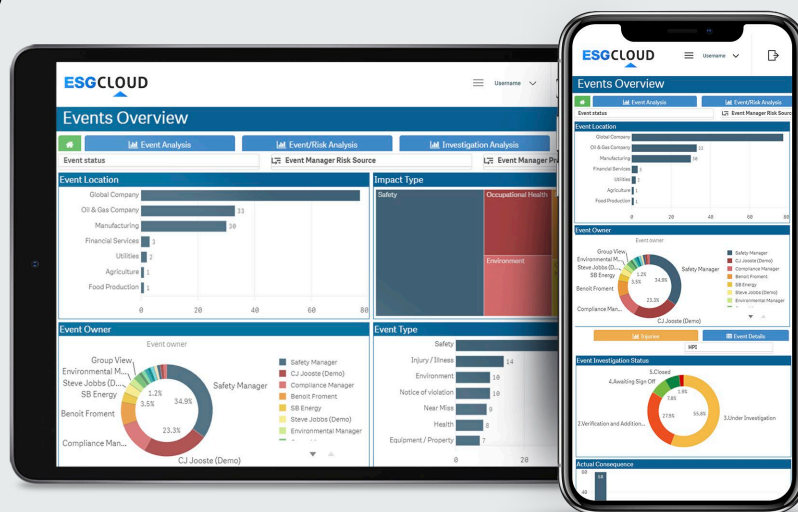 ESGCLOUD
Username
Events Overview
Event Analysis
Event/Risk Analysis
Investigation Analysis
Event status
Event Manager Risk Source
Event Manager
Event Location
Global Company
Oil & Gas Company
33
Manufacturing
30
Financial Services
3
Utilities
2
Agriculture
1
Food Production
1
0 20 40 60 80
Impact Type
Safety
Occupational Health
Environment
Event Owner
Event owner
Group View
Environmental M...
Steve Jobbs (D...
SB Energy
Benoit Froment
Compliance Man...
CJ Jooste (Demo)
Safety Manager
1.2%
3.5%
34.9%
23.3%
Safety Manager
CJ Jooste (Demo)
Compliance Manager
Benoit Froment
SB Energy
Steve Jobbs (Demo)
Environmental Manager
Event Type
Safety
Injury / Illness
14
Environment
10
Notice of violation
10
Near Miss
9
Health
8
Equipment / Property
7
0 20
ESGCLOUD
Username
Events Overview
Event Analysis
Event/Risk Analysis
Event status
Event Manager Risk Sourc
Event Location
Global Company
Oil & Gas Company
33
Manufacturing
30
Financial Services
3
Utilities
2
Agriculture
1
Food Production
1
0 20 40 60 80
Event Owner
Event owner
Group View
Environmental M...
Steve Jobbs (D...
SB Energy
Benoit Froment
Compliance Man...
CJ Jooste (Demo)
Safety Manager
1.2%
3.5%
34.9%
23.3%
Safety Manager
CJ Jooste (Demo)
Compliance Manager
Benoit Froment
SB Energy
Steve Jobbs (Demo)
Environmental Manager
Injuries
Event Details
MPI
Event Investigation Status
5.Closed
4.Awaiting Sign Off
1.9%
7.8%
27.5%
2.Verification and Addition...
3.Under Investigation
Actual Consequence
60
58
40